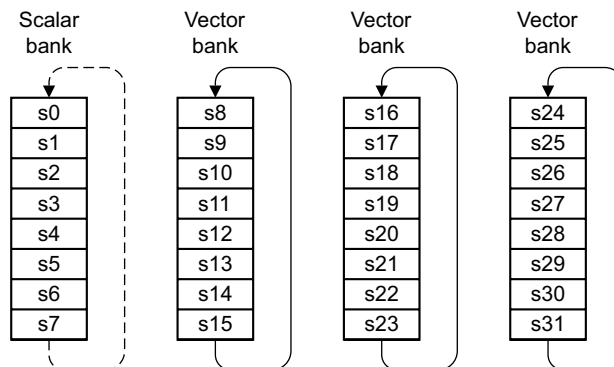 Scalar bank
s0
s1
s2
s3
s4
s5
s6
s7
Vector bank
s8
s9
s10
s11
s12
s13
s14
s15
Vector bank
s16
s17
s18
s19
s20
s21
s22
s23
Vector bank
s24
s25
s26
s27
s28
s29
s30
s31